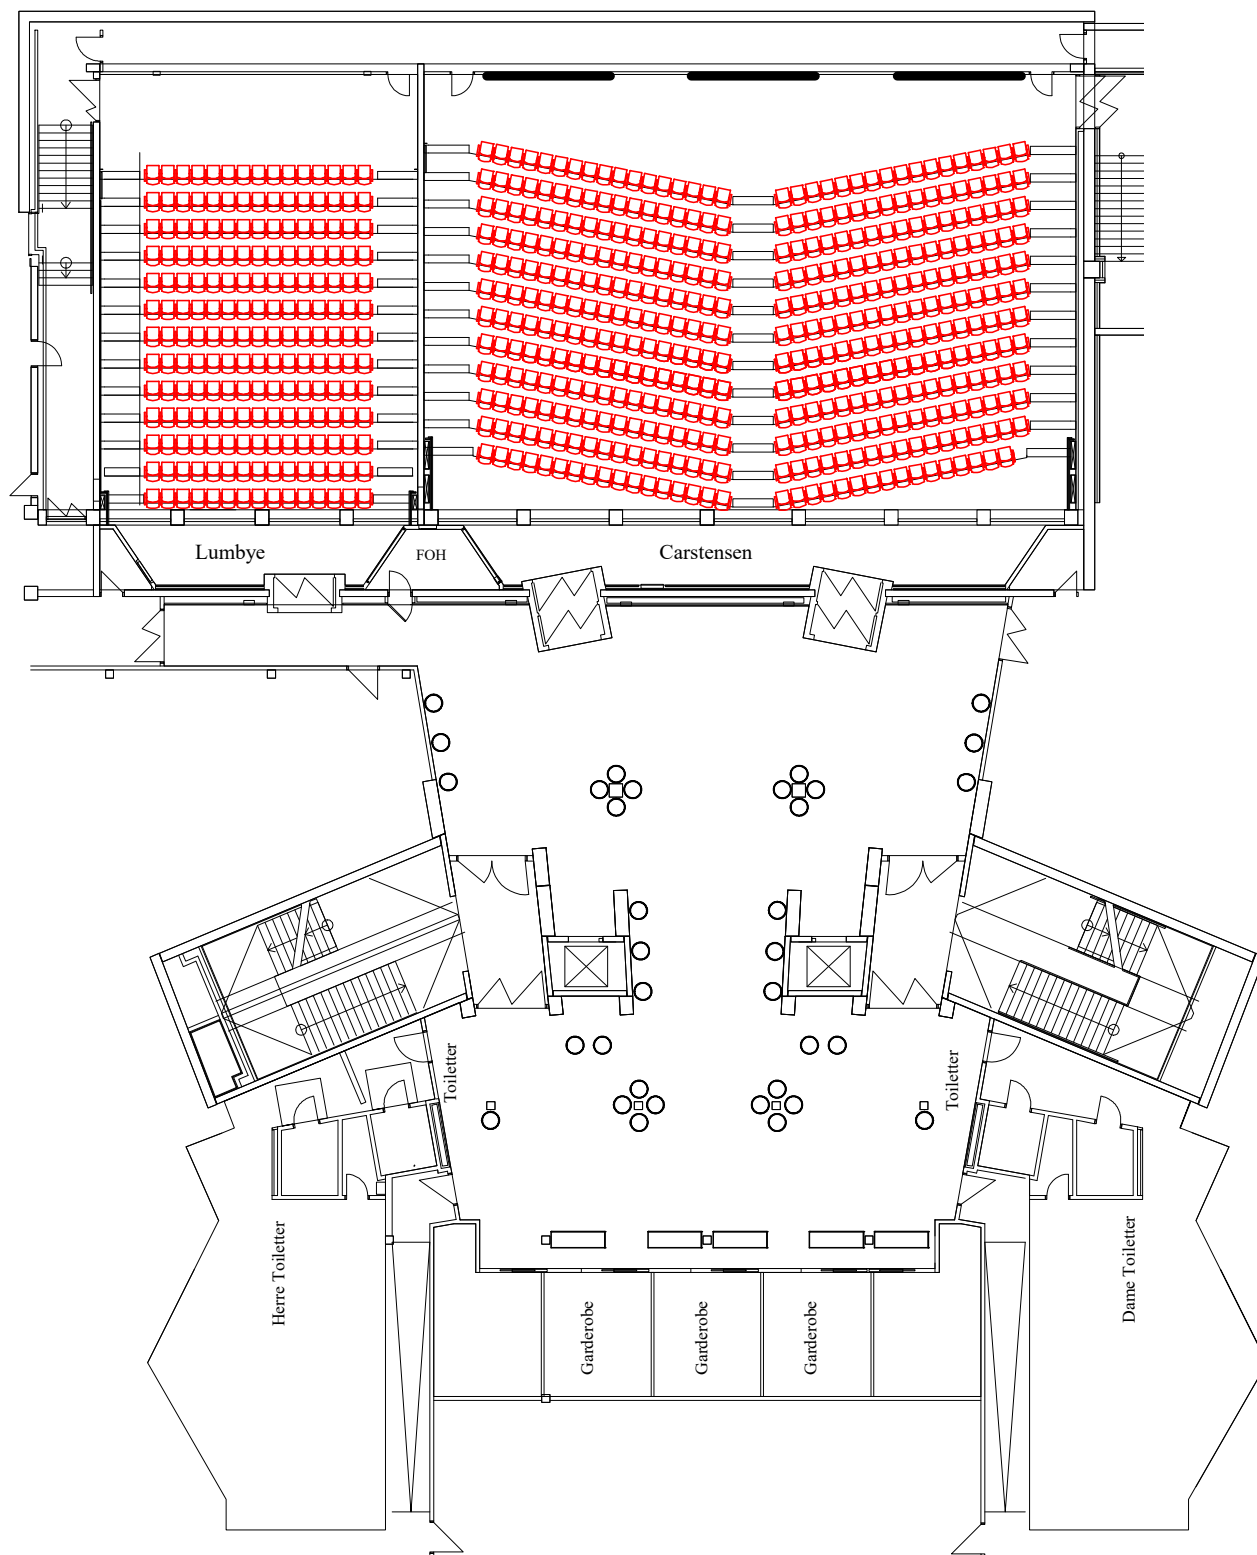 Lumbye
FOH
Carstensen
Toiletter
Toiletter
Herre Toiletter
Dame Toiletter
Garderobe
Garderobe
Garderobe